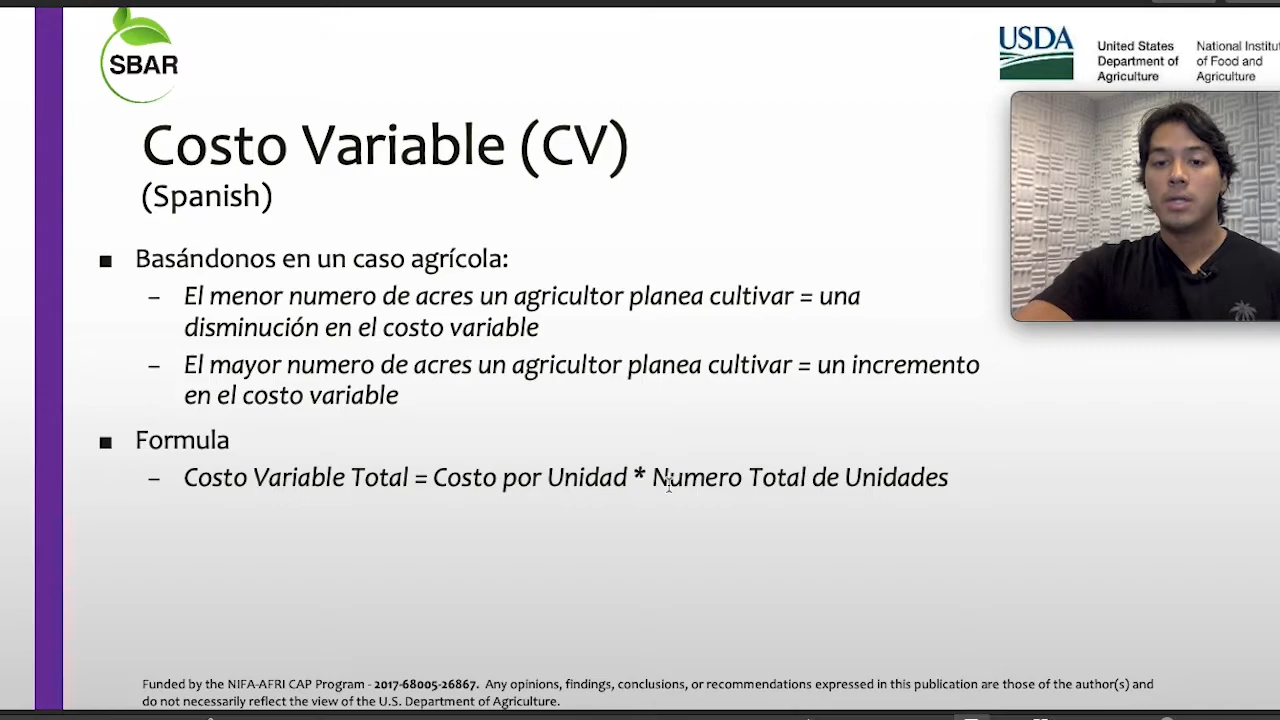 SBAR
USDA
United States
Department of
Agriculture
National Institu
of Food and
Agriculture
Costo Variable (CV)
(Spanish)
Basándonos en un caso agrícola:
– El menor numero de acres un agricultor planea cultivar = una
disminución en el costo variable
– El mayor numero de acres un agricultor planea cultivar = un incremento
en el costo variable
Formula
– Costo Variable Total = Costo por Unidad * Numero Total de Unidades
Funded by the NIFA-AFRI CAP Program - 2017-68005-26867. Any opinions, findings, conclusions, or recommendations expressed in this publication are those of the author(s) and
do not necessarily reflect the view of the U.S. Department of Agriculture.